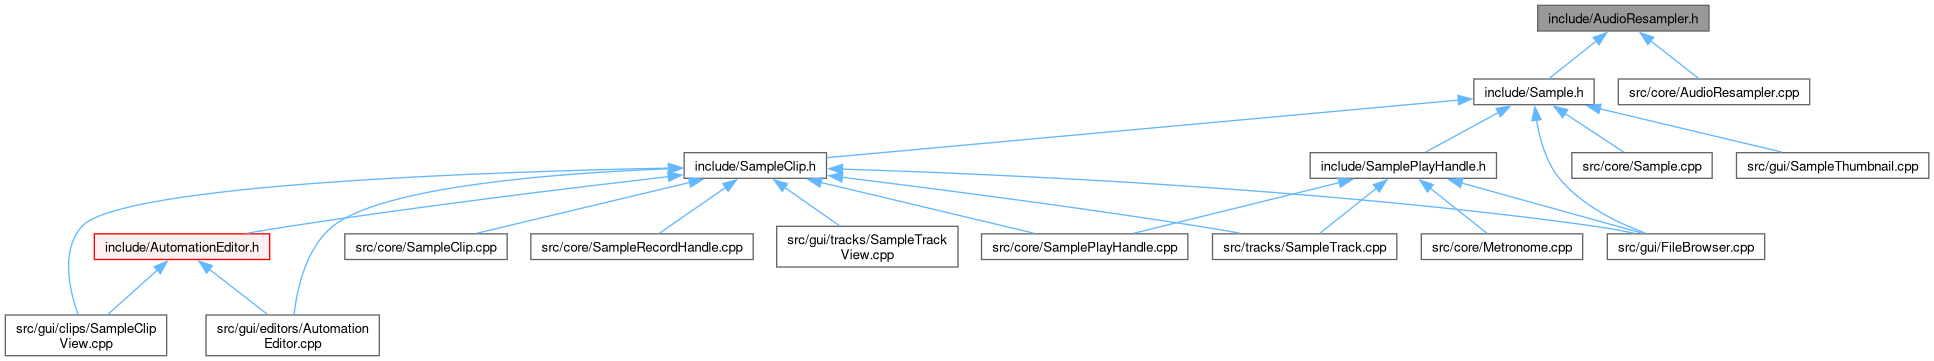 include/AudioResampler.h
include/Sample.h
src/core/AudioResampler.cpp
include/SampleClip.h
include/SamplePlayHandle.h
src/core/Sample.cpp
src/gui/SampleThumbnail.cpp
include/AutomationEditor.h
src/core/SampleClip.cpp
src/core/SampleRecordHandle.cpp
src/gui/tracks/SampleTrack
View.cpp
src/core/SamplePlayHandle.cpp
src/tracks/SampleTrack.cpp
src/core/Metronome.cpp
src/gui/FileBrowser.cpp
src/gui/clips/SampleClip
View.cpp
src/gui/editors/Automation
Editor.cpp